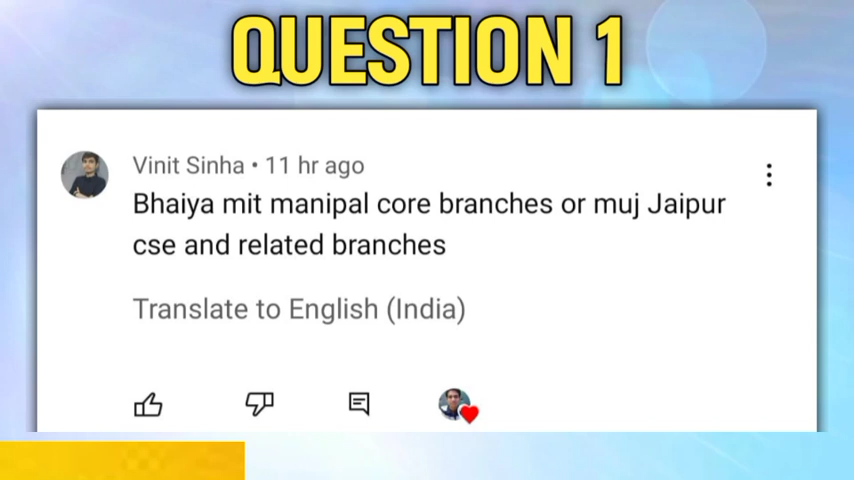 QUESTION 1
Vinit Sinha • 11 hr ago
Bhaiya mit manipal core branches or muj Jaipur
cse and related branches
Translate to English (India)